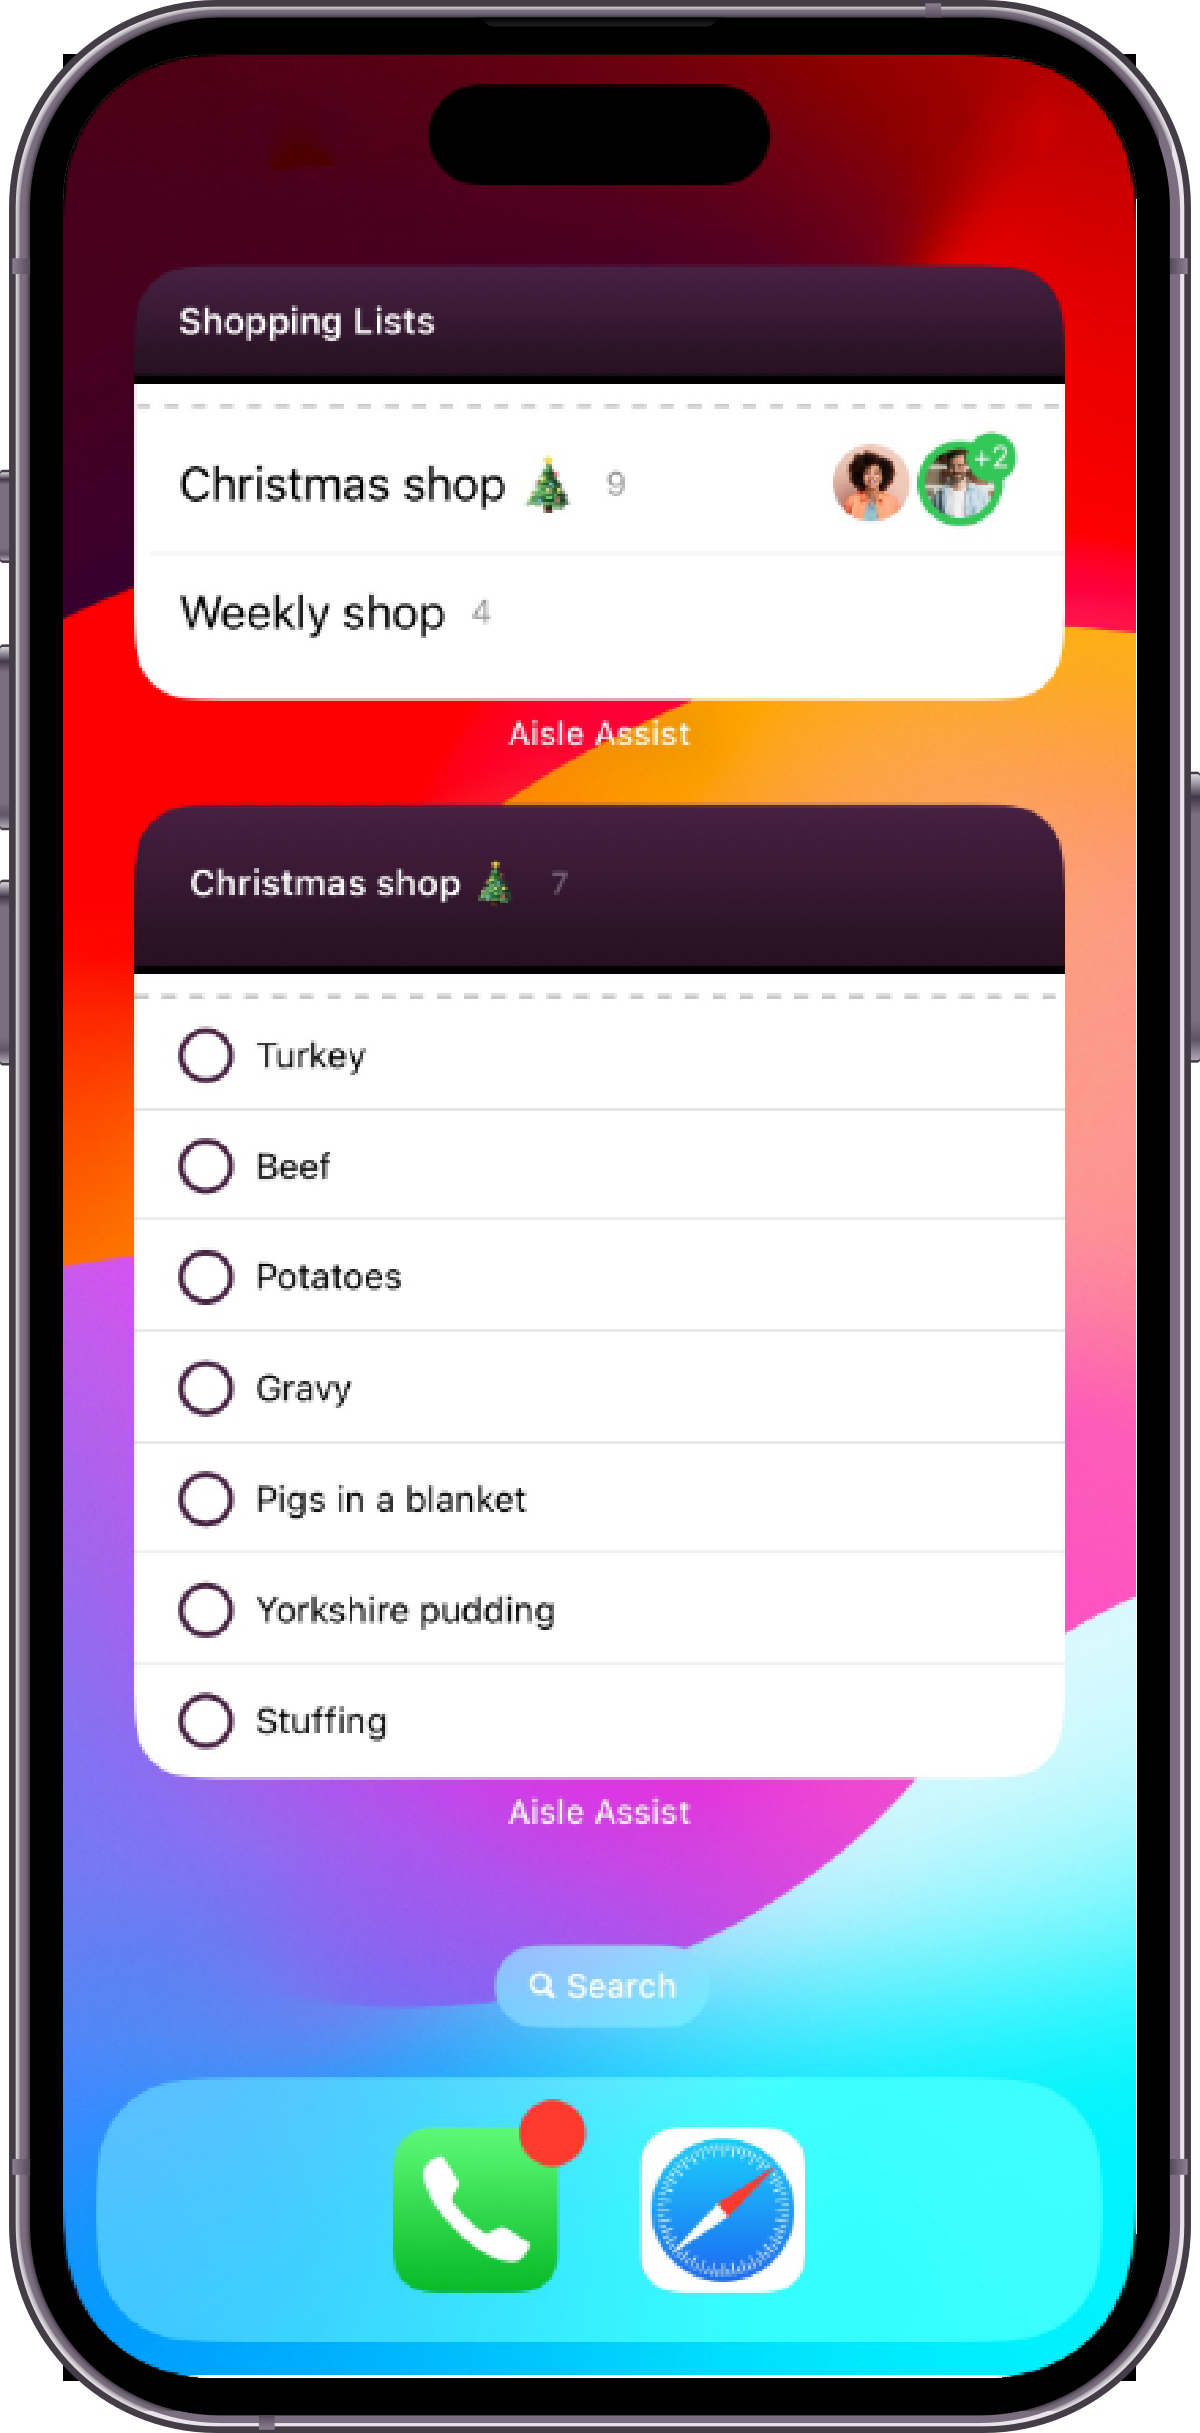 Shopping Lists
Christmas shop 🎄 9
+2
Weekly shop 4
Aisle Assist
Christmas shop 🎄 7
Turkey
Beef
Potatoes
Gravy
Pigs in a blanket
Yorkshire pudding
Stuffing
Aisle Assist
Search